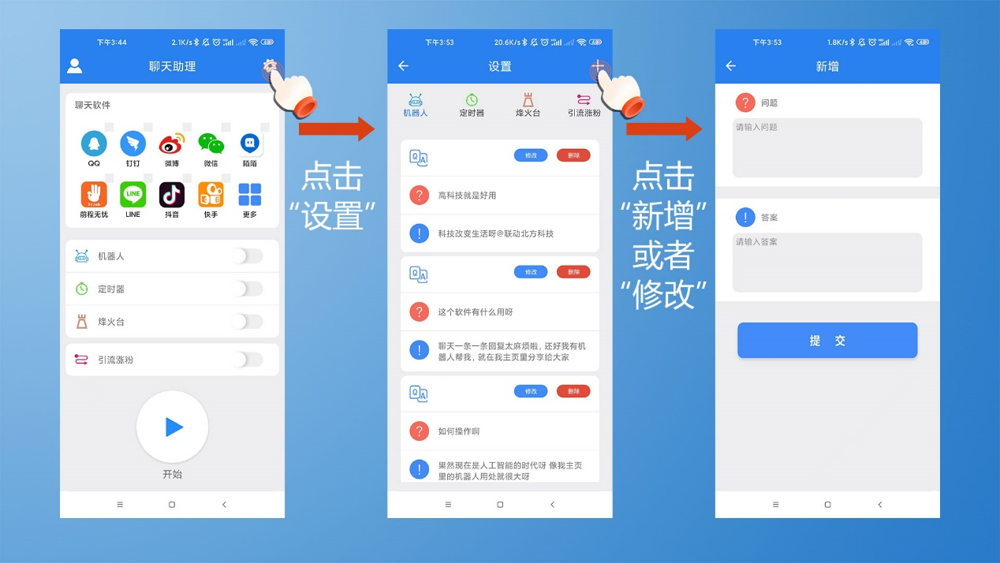 下午3:44
2.1K/s
聊天助理
聊天软件
QQ
钉钉
微博
微信
陌陌
51Job
LINE
前程无忧
LINE
抖音
快手
更多
机器人
定时器
烽火台
引流涨粉
开始
点击
“设置”
下午3:53
20.6K/s
设置
机器人
定时器
烽火台
引流涨粉
QA
修改
删除
?
高科技就是好用
!
科技改变生活呀@联动北方科技
QA
修改
删除
?
这个软件有什么用呀
!
聊天一条一条回复太麻烦啦，还好我有机
器人帮我，就在我主页里分享给大家
QA
修改
删除
?
如何操作啊
!
果然现在是人工智能的时代呀 像我主页
里的机器人用处就很大呀
点击
“新增”
或者
“修改”
下午3:53
1.8K/s
新增
?
问题
请输入问题
!
答案
请输入答案
提 交